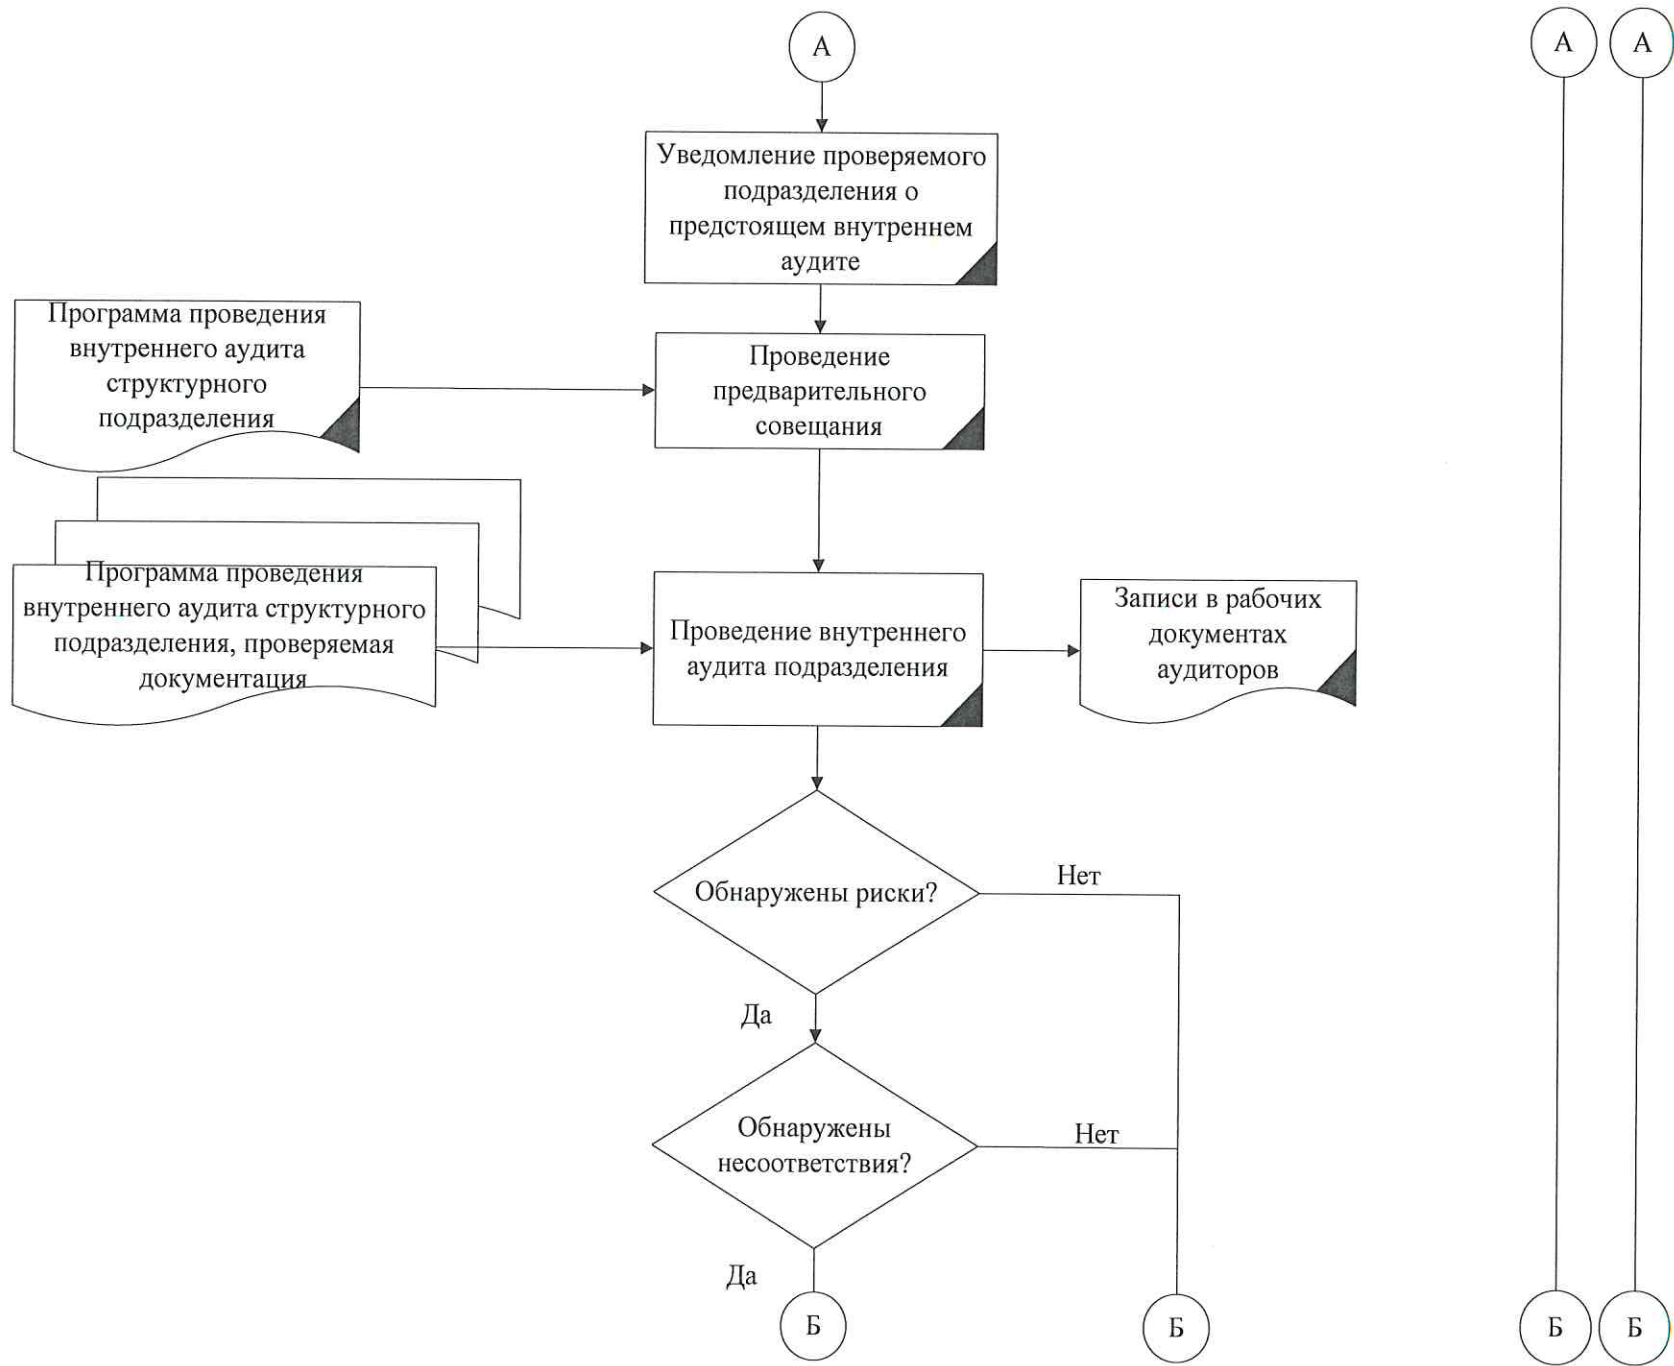 А
А
А
Уведомление проверяемого
подразделения о
предстоящем внутреннем
аудите
Программа проведения
внутреннего аудита
структурного
подразделения
Проведение
предварительного
совещания
Программа проведения
внутреннего аудита структурного
подразделения, проверяемая
документация
Проведение внутреннего
аудита подразделения
Записи в рабочих
документах
аудиторов
Обнаружены риски?
Нет
Да
Обнаружены
несоответствия?
Нет
Да
Б
Б
Б
Б